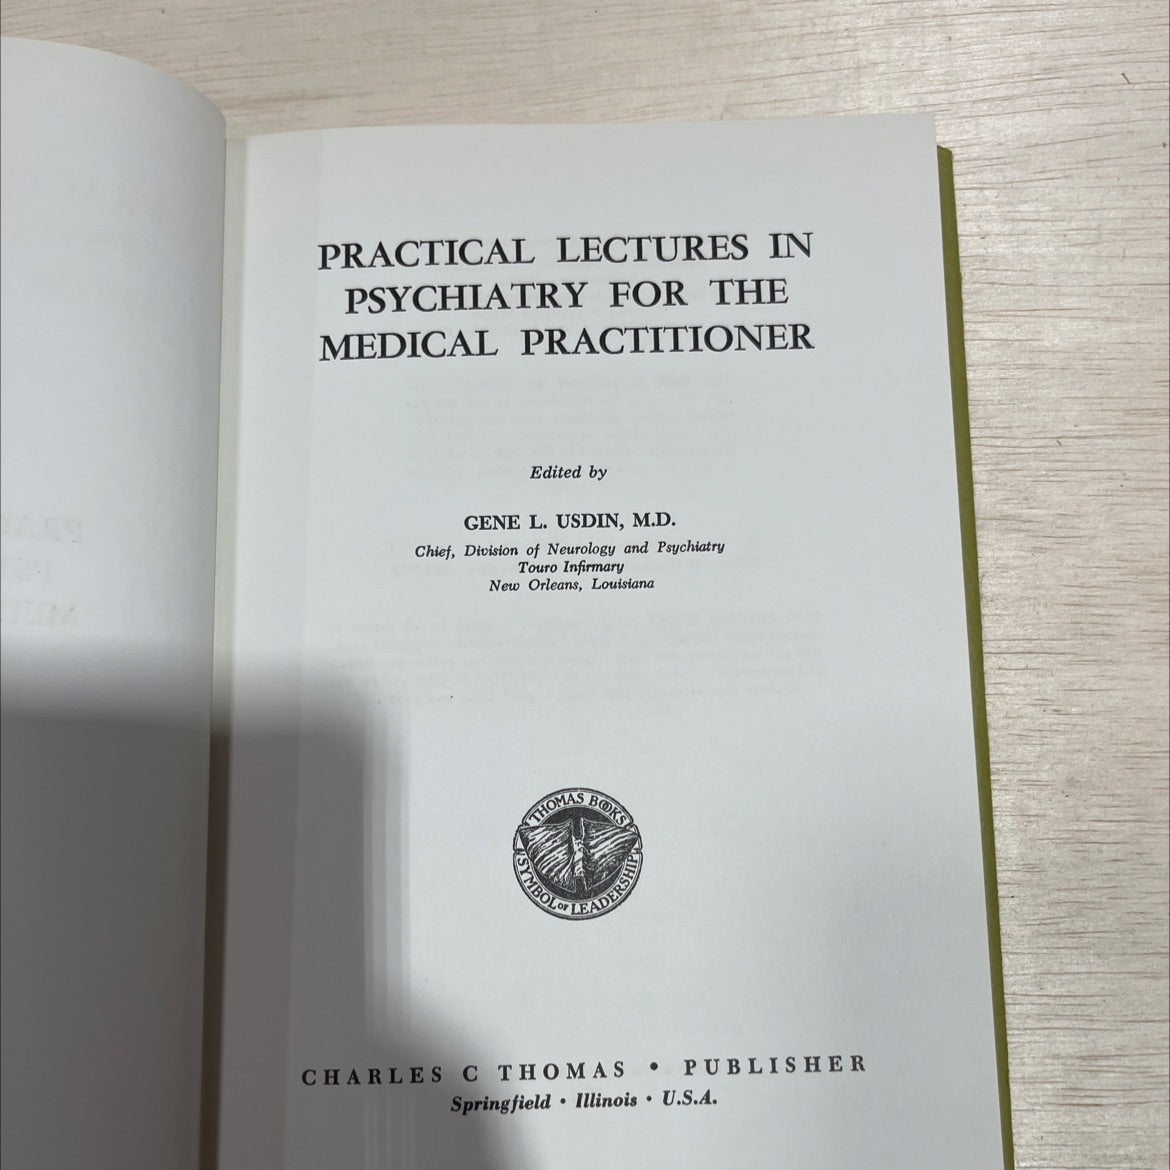 PRACTICAL LECTURES IN
PSYCHIATRY FOR THE
MEDICAL PRACTITIONER
Edited by
GENE L. USDIN, M.D.
Chief, Division of Neurology and Psychiatry
Touro Infirmary
New Orleans, Louisiana
THOMAS BOOKS
SYMBOL OF LEADERSHIP
CHARLES C THOMAS • PUBLISHER
Springfield • Illinois • U.S.A.